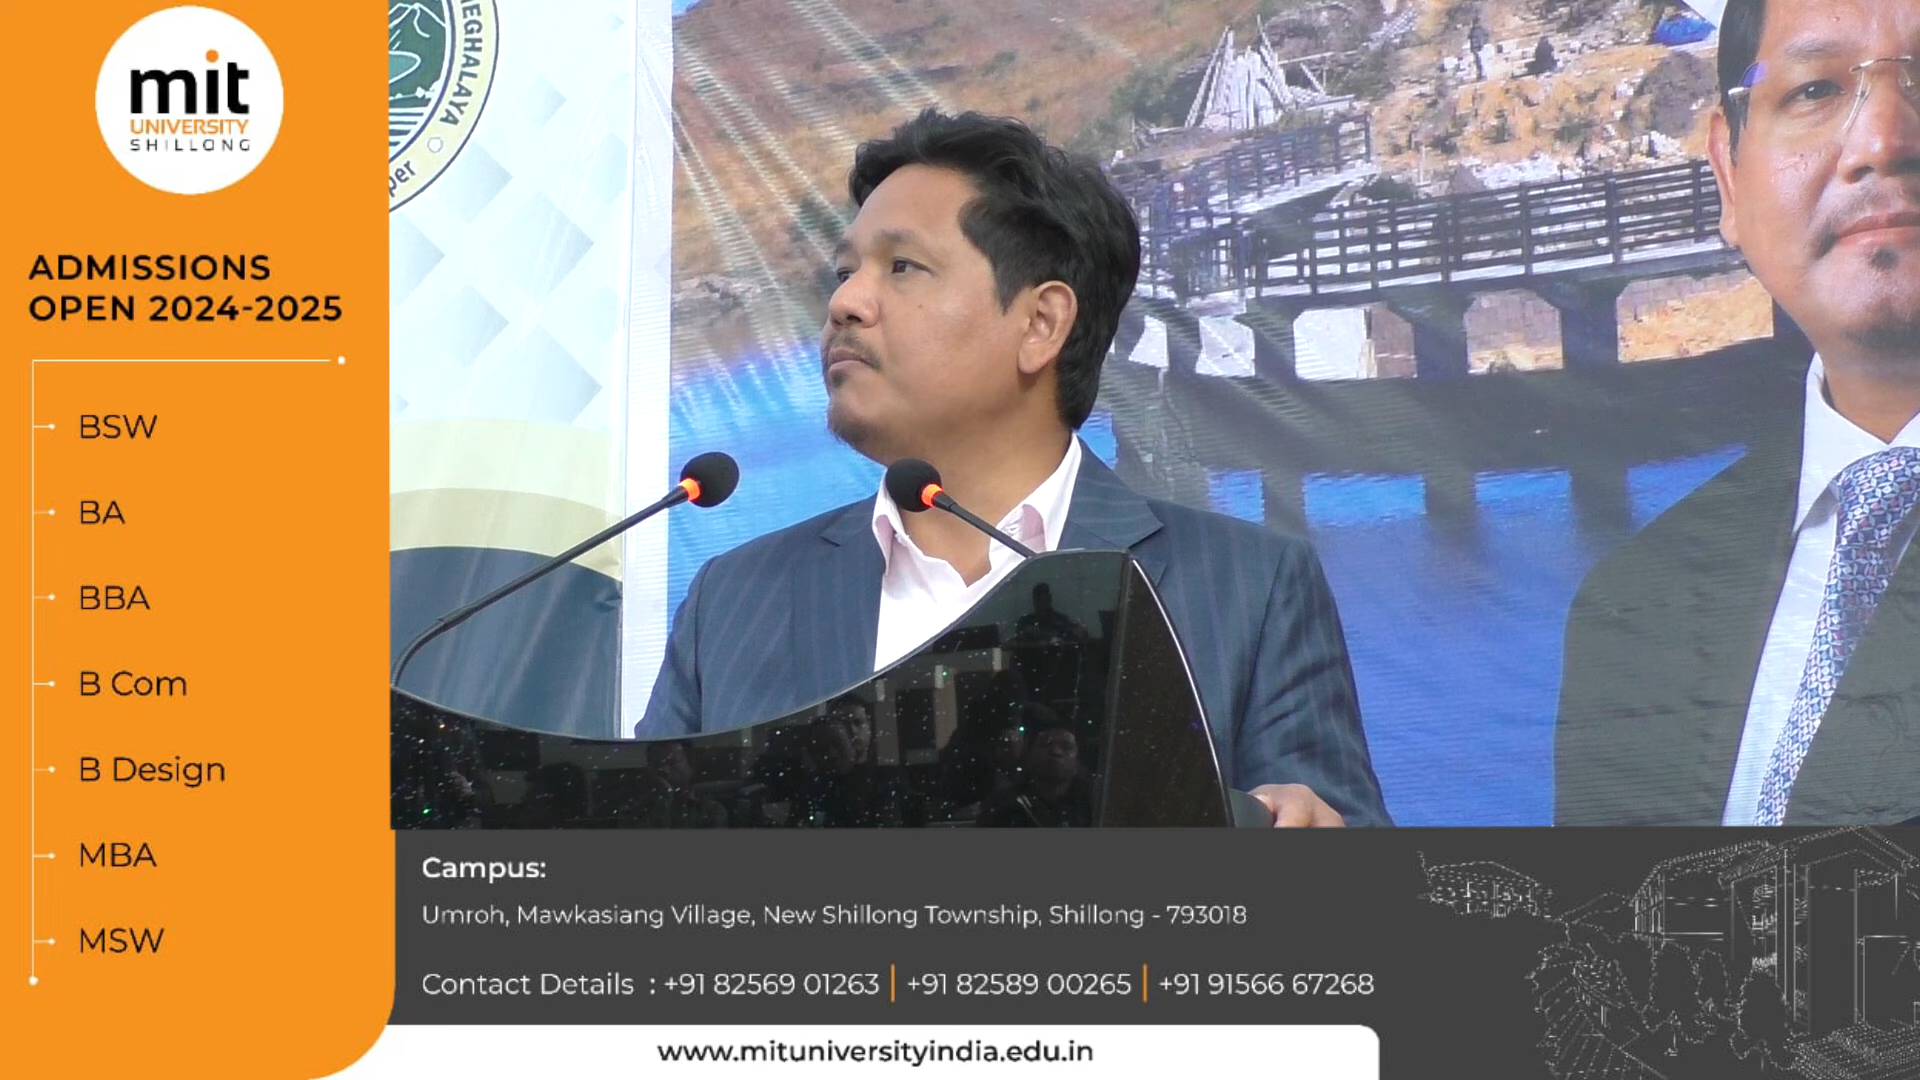 mit
UNIVERSITY
SHILLONG
ADMISSIONS
OPEN 2024-2025
BSW
BA
BBA
B Com
B Design
MBA
MSW
EGHALAYA
per
Campus:
Umroh, Mawkasiang Village, New Shillong Township, Shillong - 793018
Contact Details : +91 82569 01263 | +91 82589 00265 | +91 91566 67268
www.mituniversityindia.edu.in